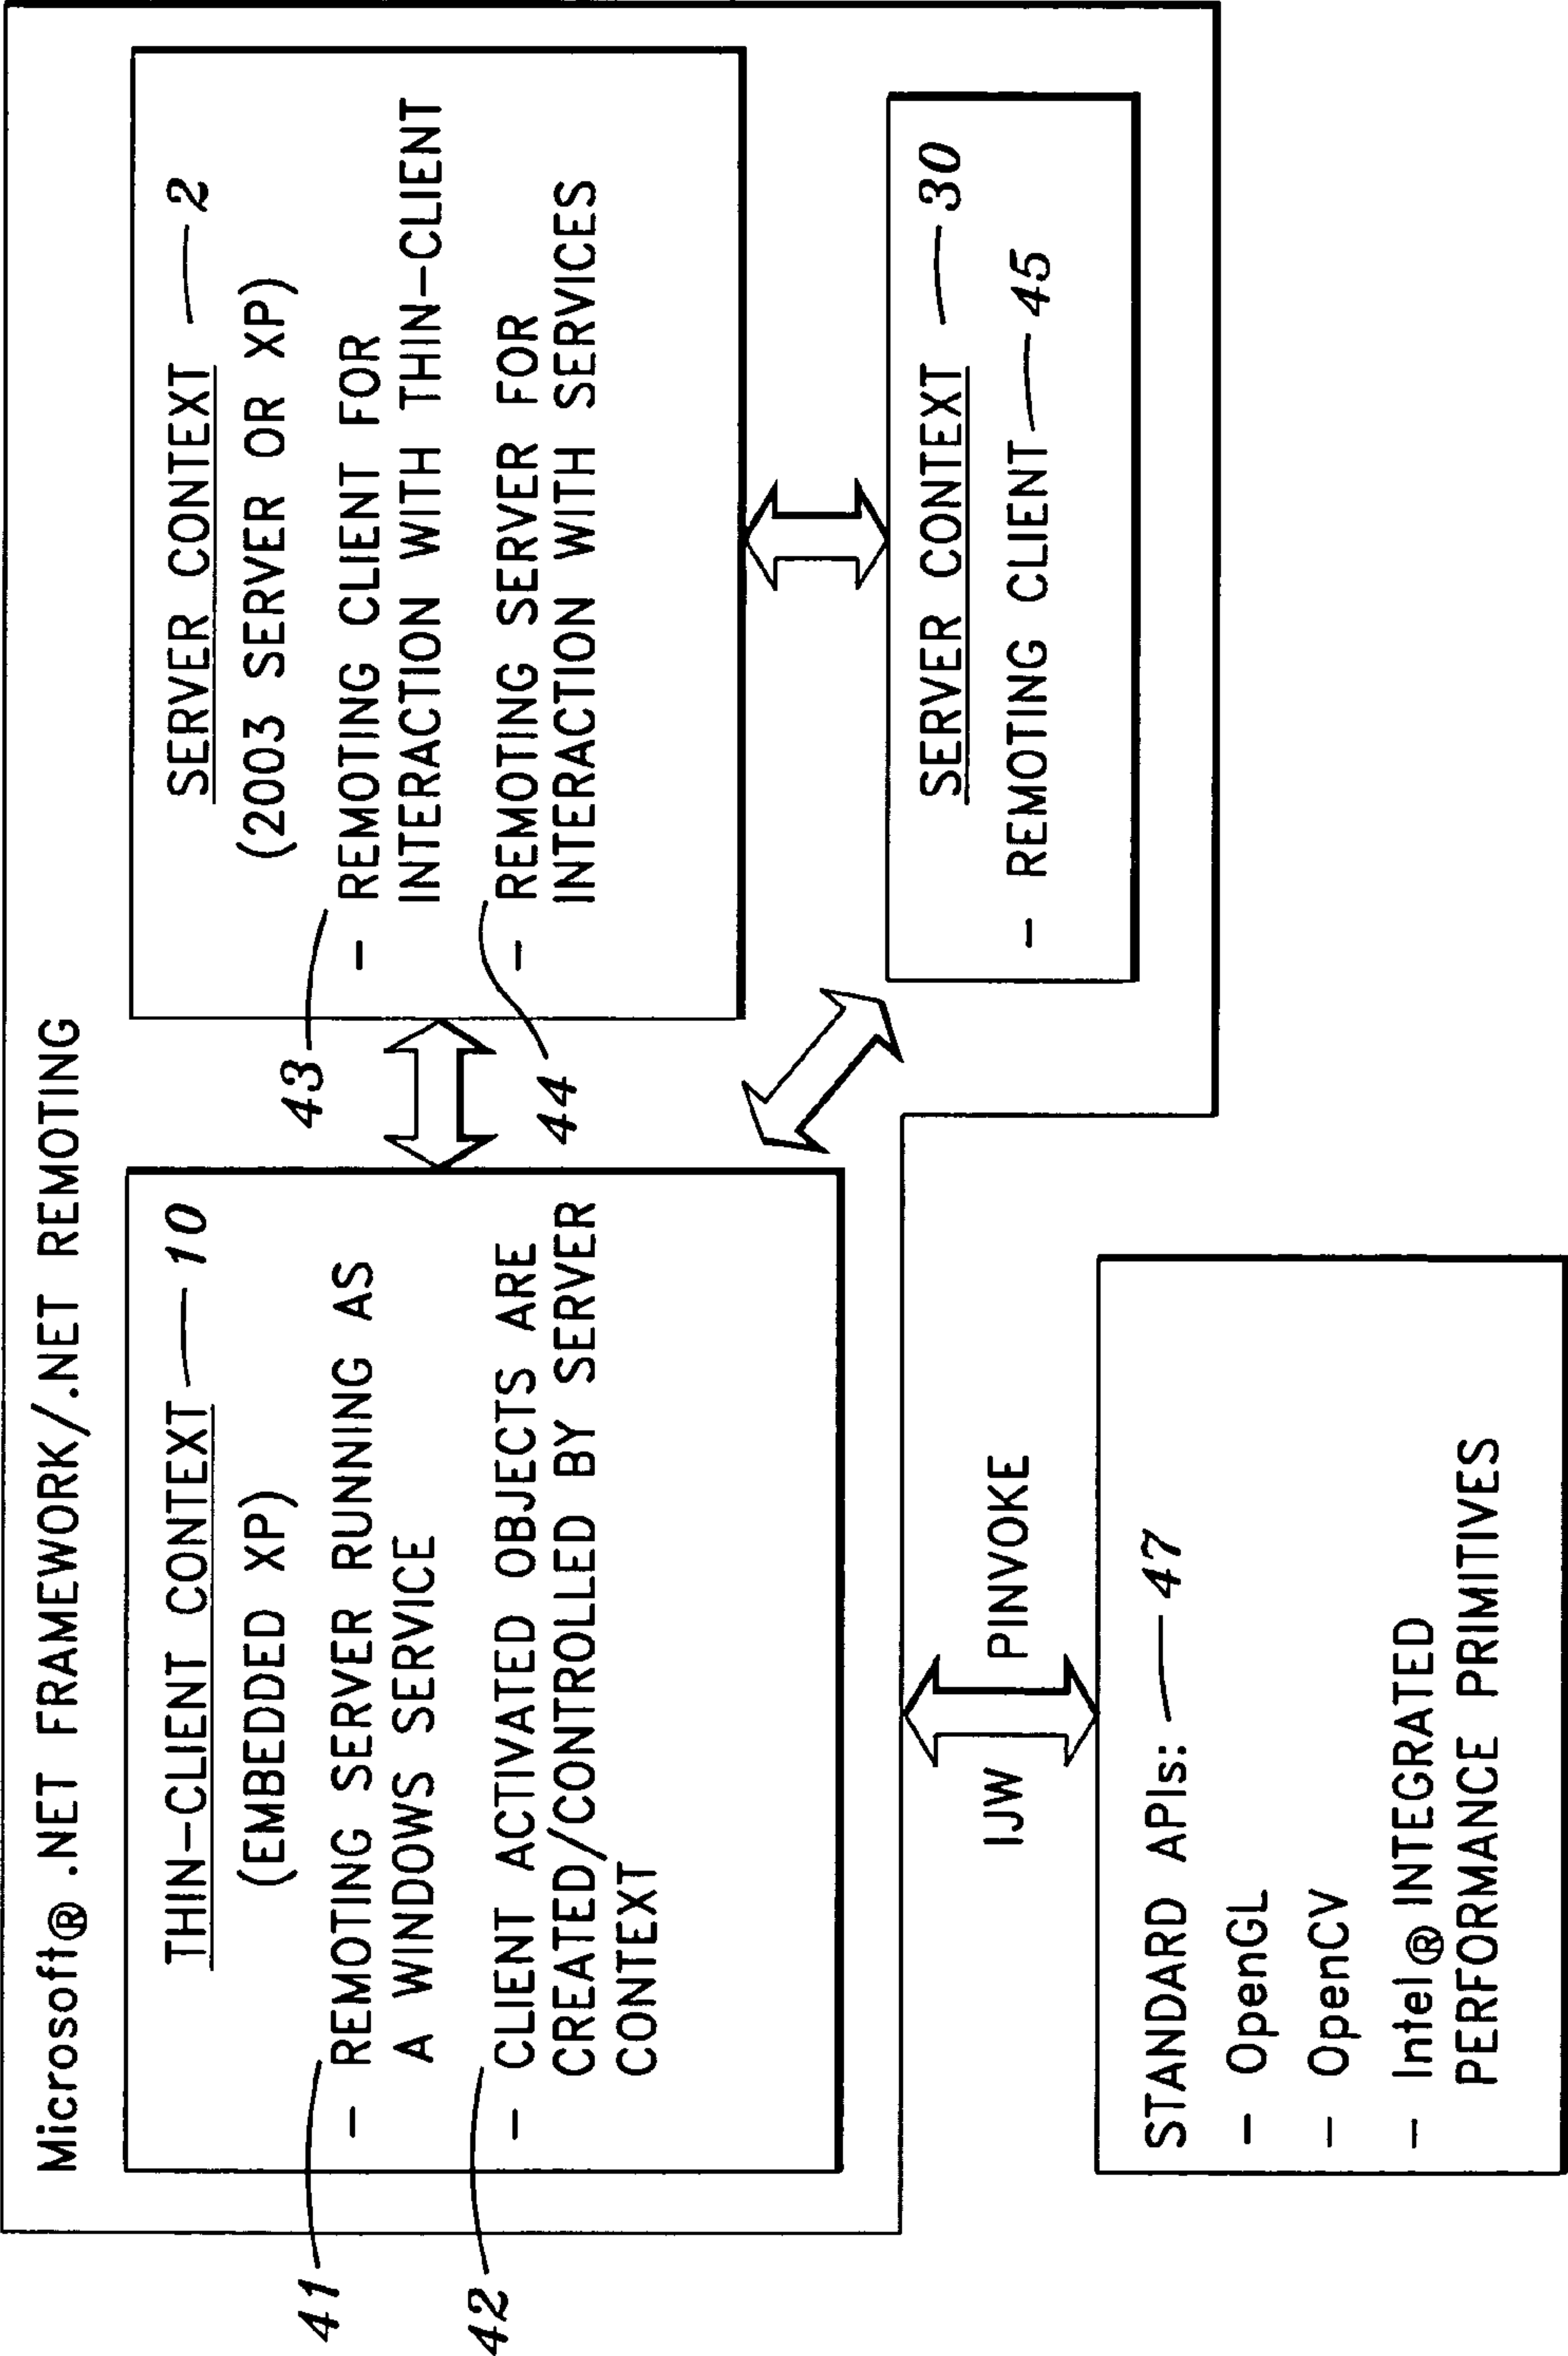 Microsoft® .NET FRAMEWORK/.NET REMOTING
THIN-CLIENT CONTEXT 10
(EMBEDDED XP)
41
- REMOTING SERVER RUNNING AS
A WINDOWS SERVICE
42
- CLIENT ACTIVATED OBJECTS ARE
CREATED/CONTROLLED BY SERVER
CONTEXT
SERVER CONTEXT 2
(2003 SERVER OR XP)
43
- REMOTING CLIENT FOR
INTERACTION WITH THIN-CLIENT
44
- REMOTING SERVER FOR
INTERACTION WITH SERVICES
SERVER CONTEXT 30
- REMOTING CLIENT 45
IJW PINVOKE
STANDARD APIs: 47
- OpenGL
- OpenCV
- Intel® INTEGRATED
PERFORMANCE PRIMITIVES